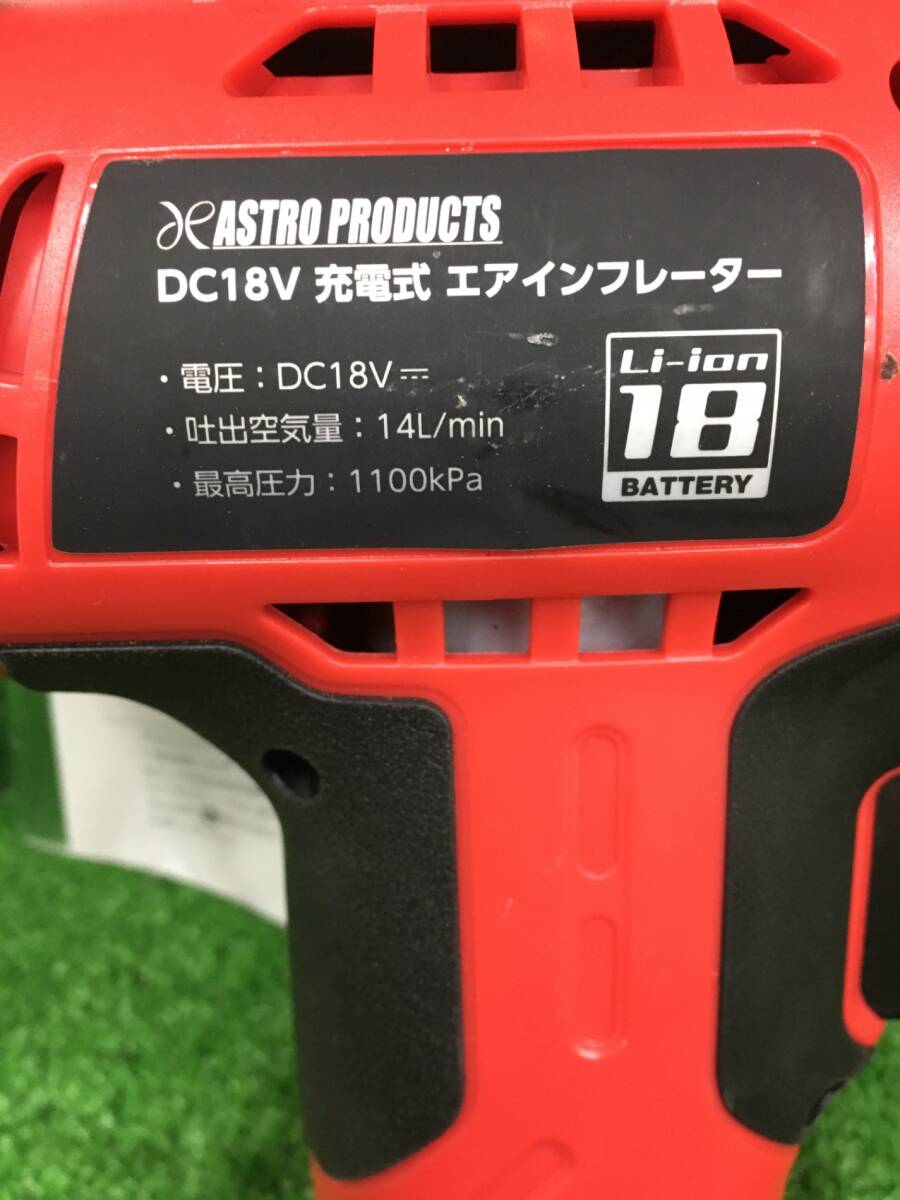 ASTRO PRODUCTS
DC18V 充電式 エアインフレーター
・電圧：DC18V⎓
・吐出空気量：14L/min
・最高圧力：1100kPa
Li-ion
18
BATTERY